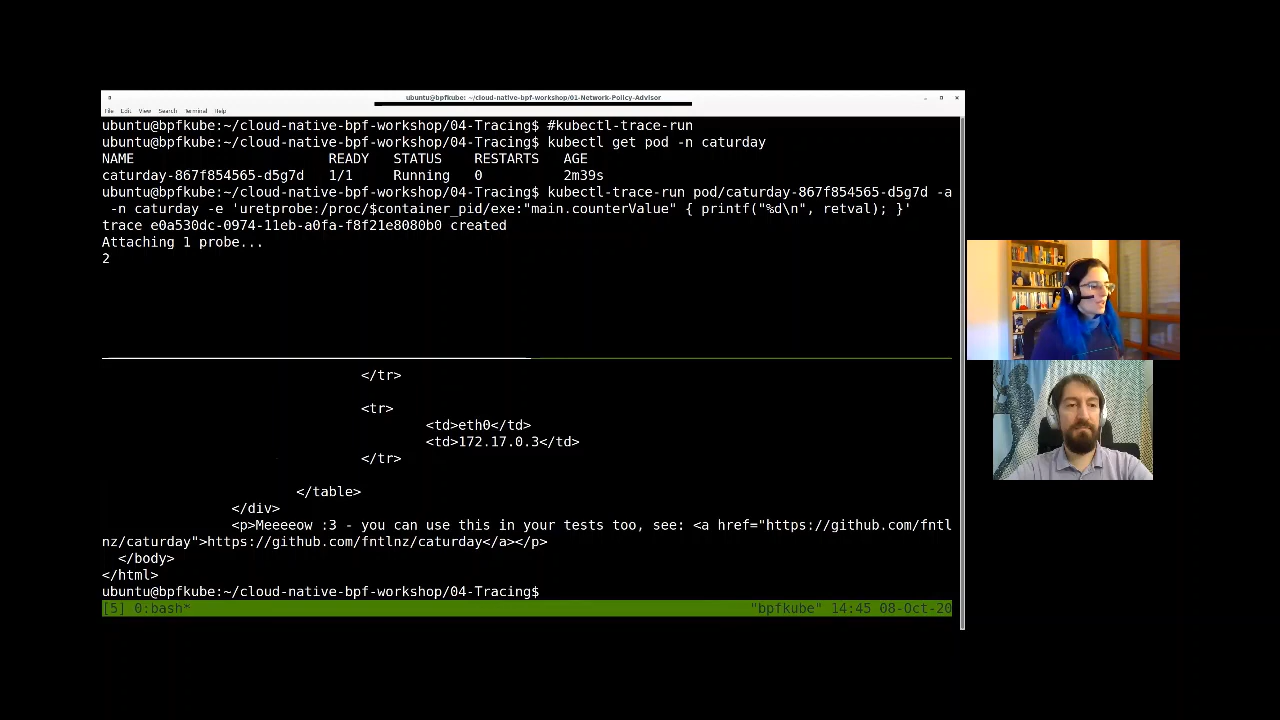 ubuntu@bpfkube: ~/cloud-native-bpf-workshop/01-Network-Policy-Advisor
File Edit View Search Terminal Help
ubuntu@bpfkube:~/cloud-native-bpf-workshop/04-Tracing$ #kubectl-trace-run
ubuntu@bpfkube:~/cloud-native-bpf-workshop/04-Tracing$ kubectl get pod -n caturday
NAME READY STATUS RESTARTS AGE
caturday-867f854565-d5g7d 1/1 Running 0 2m39s
ubuntu@bpfkube:~/cloud-native-bpf-workshop/04-Tracing$ kubectl-trace-run pod/caturday-867f854565-d5g7d -a
-n caturday -e 'uretprobe:/proc/$container_pid/exe:"main.counterValue" { printf("%d\n", retval); }'
trace e0a530dc-0974-11eb-a0fa-f8f21e8080b0 created
Attaching 1 probe...
2
</tr>
<tr>
<td>eth0</td>
<td>172.17.0.3</td>
</tr>
</table>
</div>
<p>Meeeeow :3 - you can use this in your tests too, see: <a href="https://github.com/fntl
nz/caturday">https://github.com/fntlnz/caturday</a></p>
</body>
</html>
ubuntu@bpfkube:~/cloud-native-bpf-workshop/04-Tracing$
[5] 0:bash* "bpfkube" 14:45 08-Oct-20